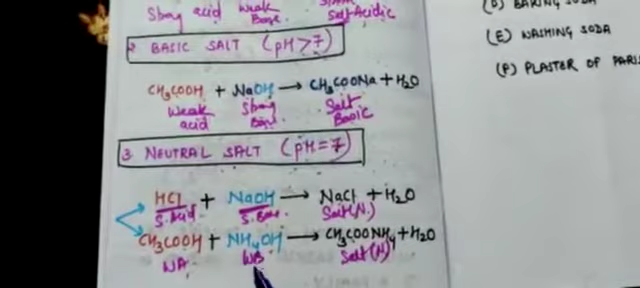 Strong acid Weak Base Salt Acidic
2. BASIC SALT (pH>7)
CH₃COOH + NaOH → CH₃COONa + H₂O
Weak acid Strong Base Salt Basic
3. NEUTRAL SALT (pH=7)
HCl + NaOH → NaCl + H₂O
S.Acid S.Base. Salt(N.)
CH₃COOH + NH₄OH → CH₃COONH₄ + H₂O
WA WB Salt(N)
(D) BAKING SODA
(E) WASHING SODA
(F) PLASTER OF PARIS